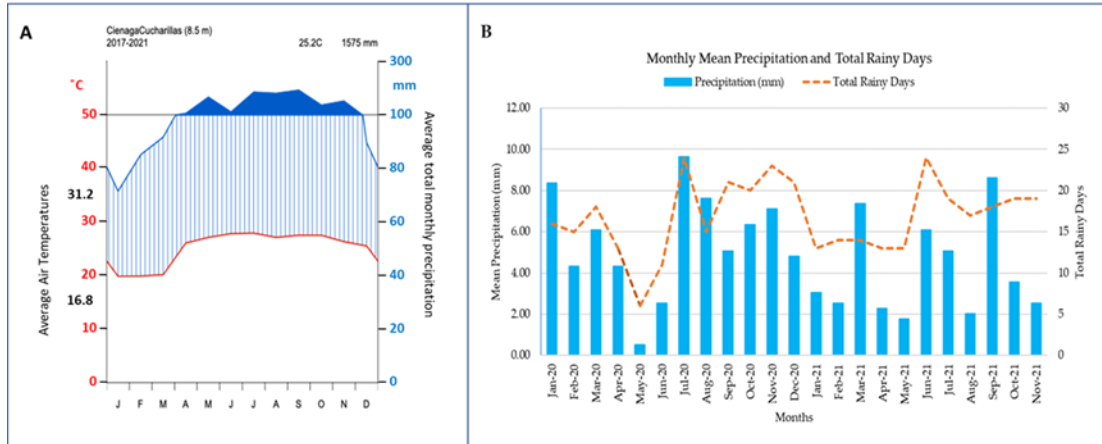 A
CienagaCucharillas (8.5 m)
2017-2021 25.2C 1575 mm
°C
300
mm
50 100
40 80
31.2
30 60
20 40
16.8
10 20
0 0
Average Air Temperatures
Average total monthly precipitation
J F M A M J J A S O N D
B
Monthly Mean Precipitation and Total Rainy Days
Precipitation (mm) Total Rainy Days
12.00 30
10.00 25
8.00 20
6.00 15
4.00 10
2.00 5
0.00 0
Mean Precipitation (mm)
Total Rainy Days
Jan-20 Feb-20 Mar-20 Apr-20 May-20 Jun-20 Jul-20 Aug-20 Sep-20 Oct-20 Nov-20 Dec-20 Jan-21 Feb-21 Mar-21 Apr-21 May-21 Jun-21 Jul-21 Aug-21 Sep-21 Oct-21 Nov-21
Months